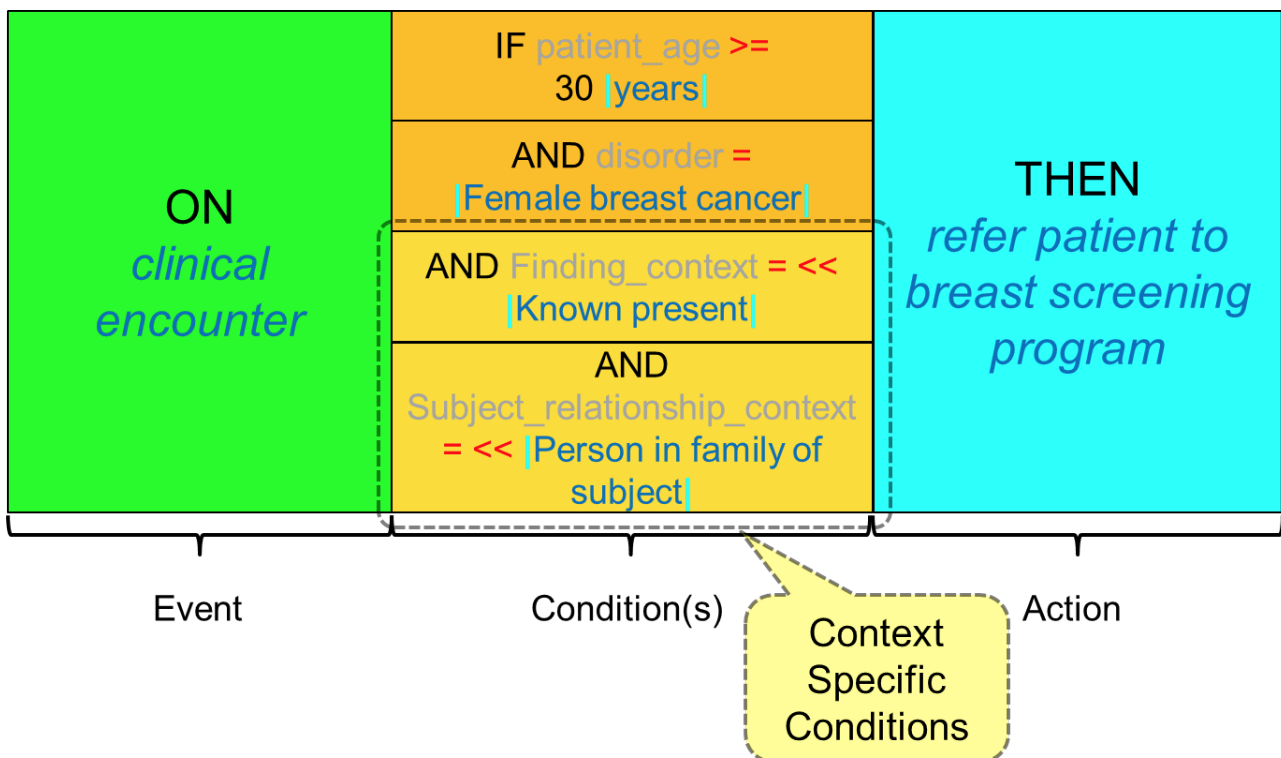 ON
clinical
encounter
IF patient_age >=
30 |years|
AND disorder =
|Female breast cancer|
AND Finding_context = <<
|Known present|
AND
Subject_relationship_context
= << |Person in family of
subject|
THEN
refer patient to
breast screening
program
Event
Condition(s)
Action
Context
Specific
Conditions